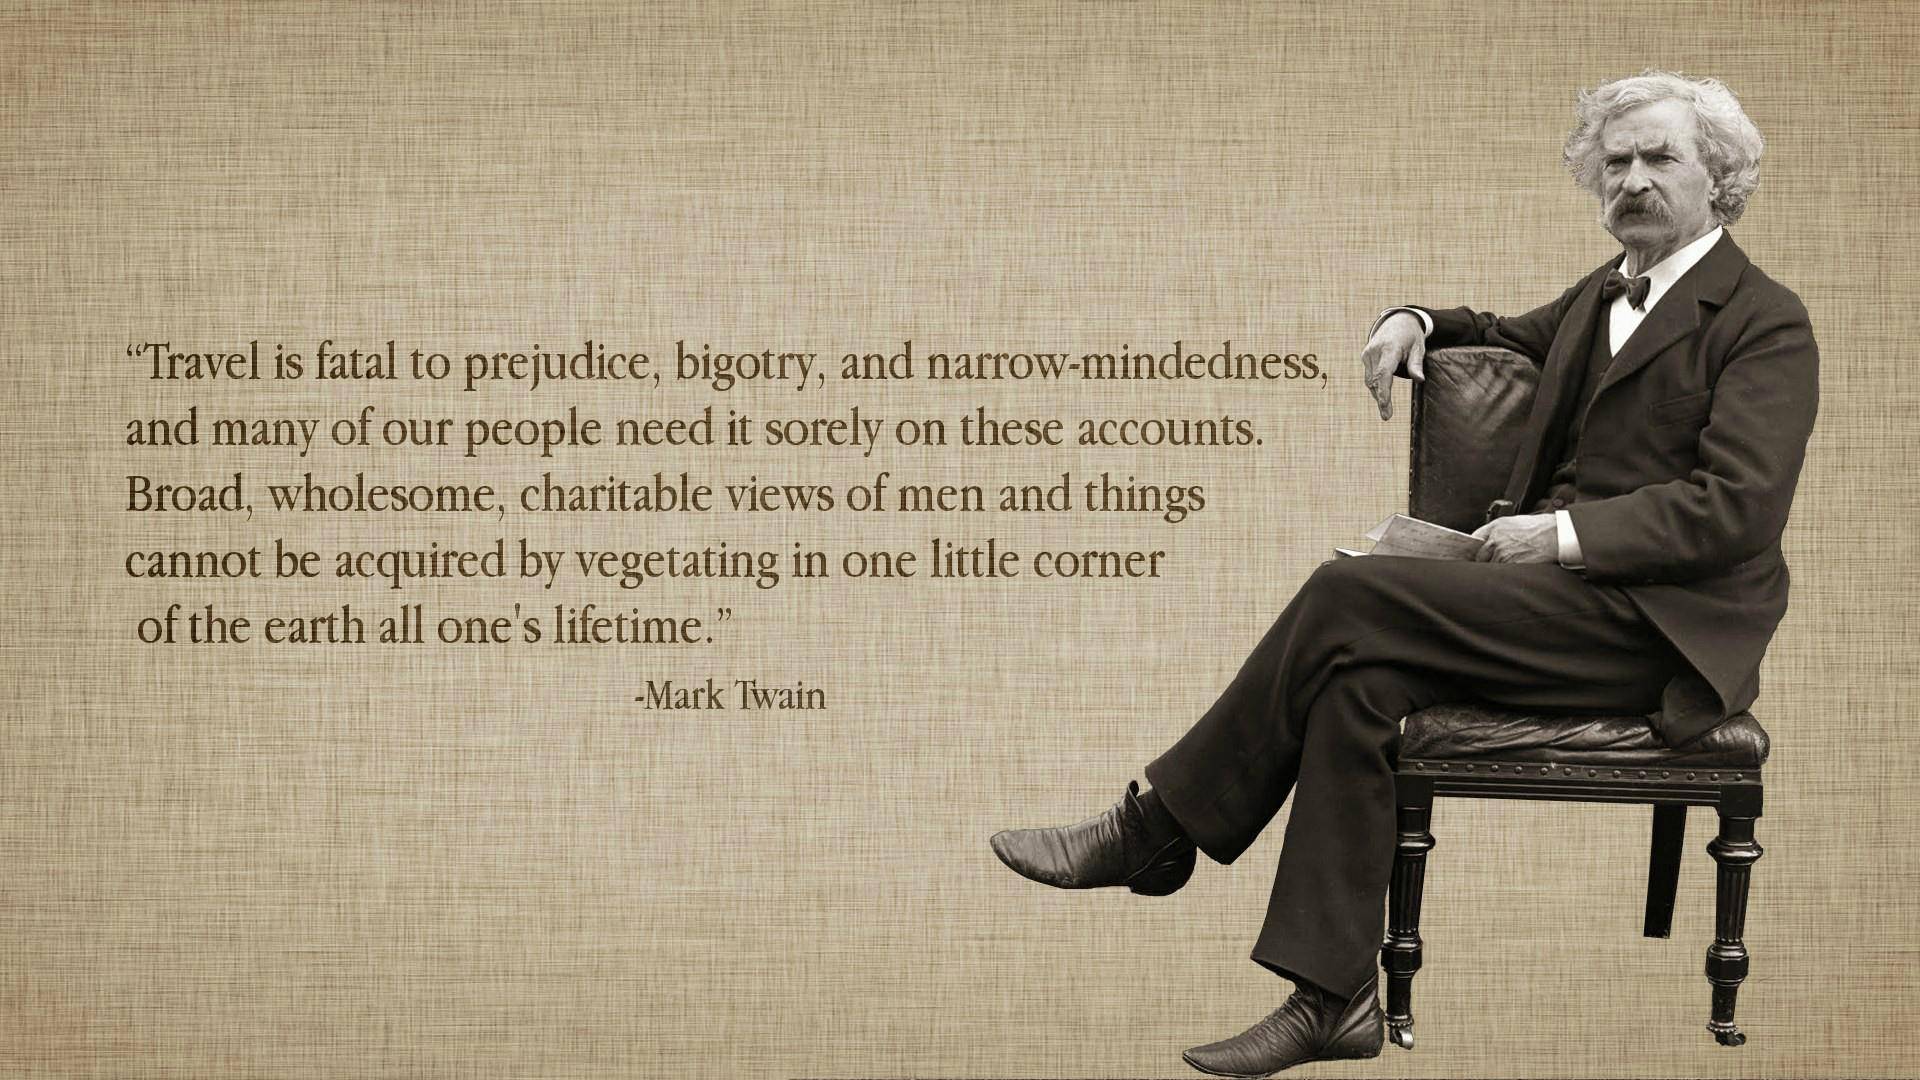 “Travel is fatal to prejudice, bigotry, and narrow-mindedness,
and many of our people need it sorely on these accounts.
Broad, wholesome, charitable views of men and things
cannot be acquired by vegetating in one little corner
of the earth all one's lifetime.”
-Mark Twain